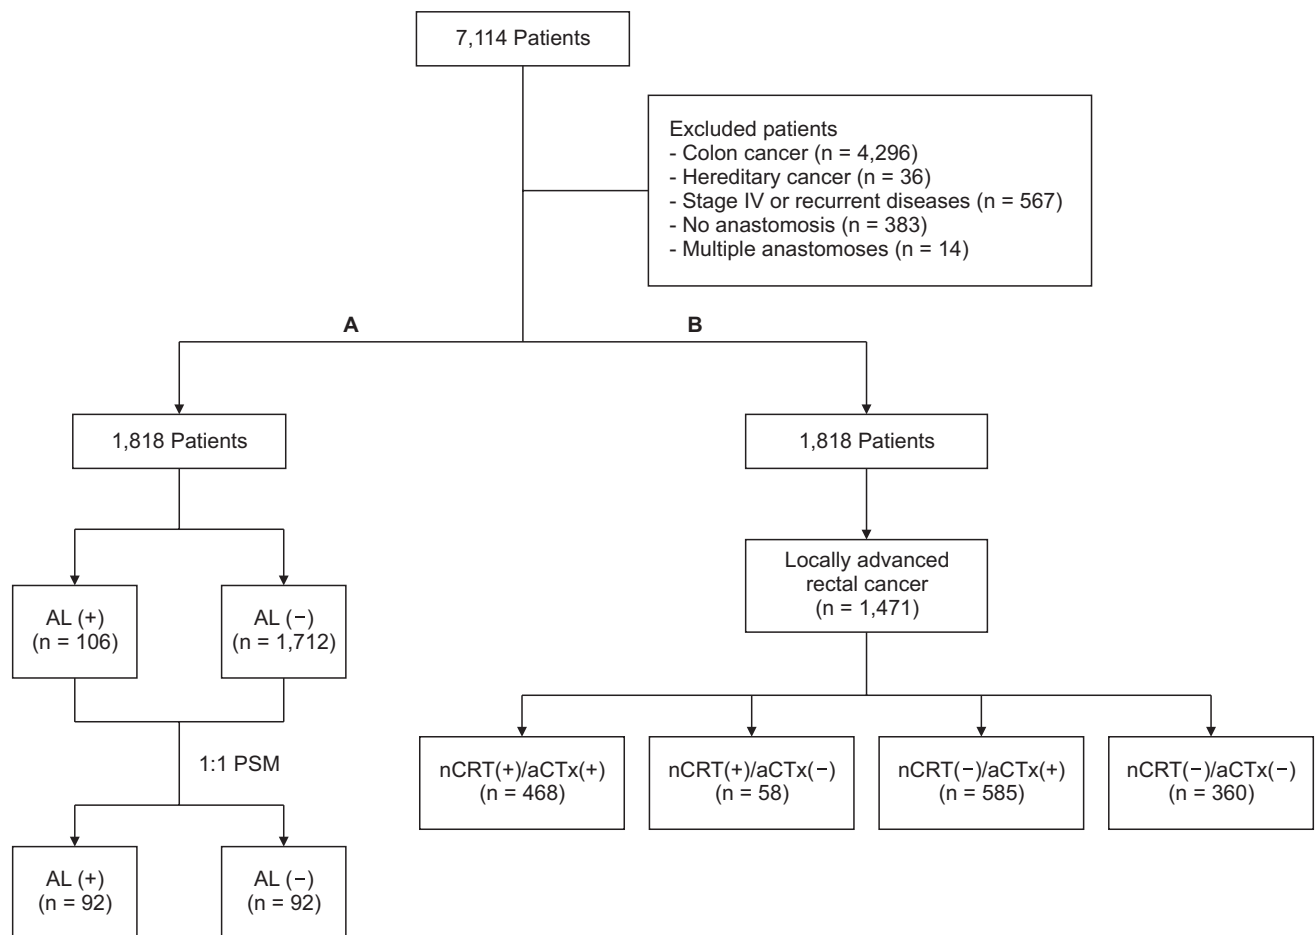 7,114 Patients
Excluded patients
- Colon cancer (n = 4,296)
- Hereditary cancer (n = 36)
- Stage IV or recurrent diseases (n = 567)
- No anastomosis (n = 383)
- Multiple anastomoses (n = 14)
A
B
1,818 Patients
1,818 Patients
Locally advanced
rectal cancer
(n = 1,471)
AL (+)
(n = 106)
AL (−)
(n = 1,712)
1:1 PSM
nCRT(+)/aCTx(+)
(n = 468)
nCRT(+)/aCTx(−)
(n = 58)
nCRT(−)/aCTx(+)
(n = 585)
nCRT(−)/aCTx(−)
(n = 360)
AL (+)
(n = 92)
AL (−)
(n = 92)